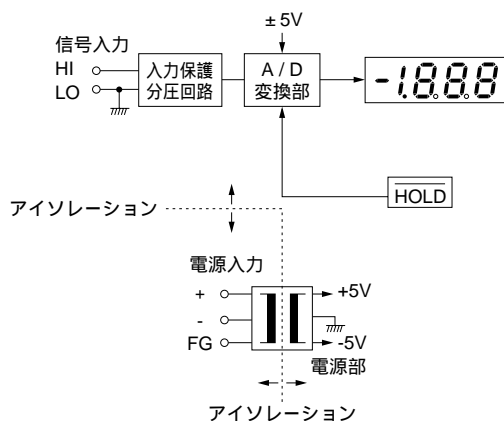 ±5V
信号入力
HI
LO
入力保護
分圧回路
A / D
変換部
-1.8.8.8
HOLD
アイソレーション
電源入力
+
-
FG
+5V
-5V
電源部
アイソレーション